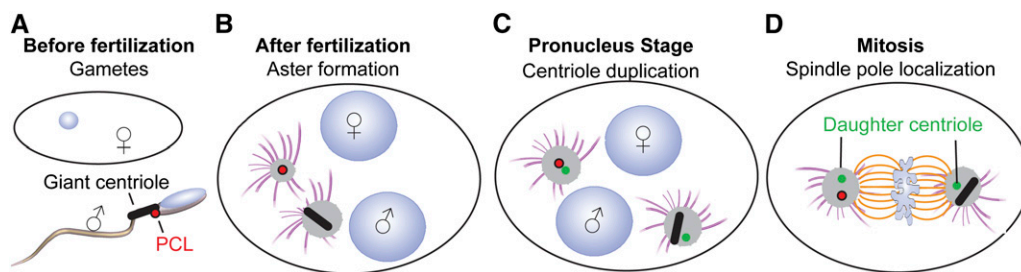 A
Before fertilization
Gametes
♀
Giant centriole
♂
PCL
B
After fertilization
Aster formation
♀
♂
C
Pronucleus Stage
Centriole duplication
♀
♂
D
Mitosis
Spindle pole localization
Daughter centriole